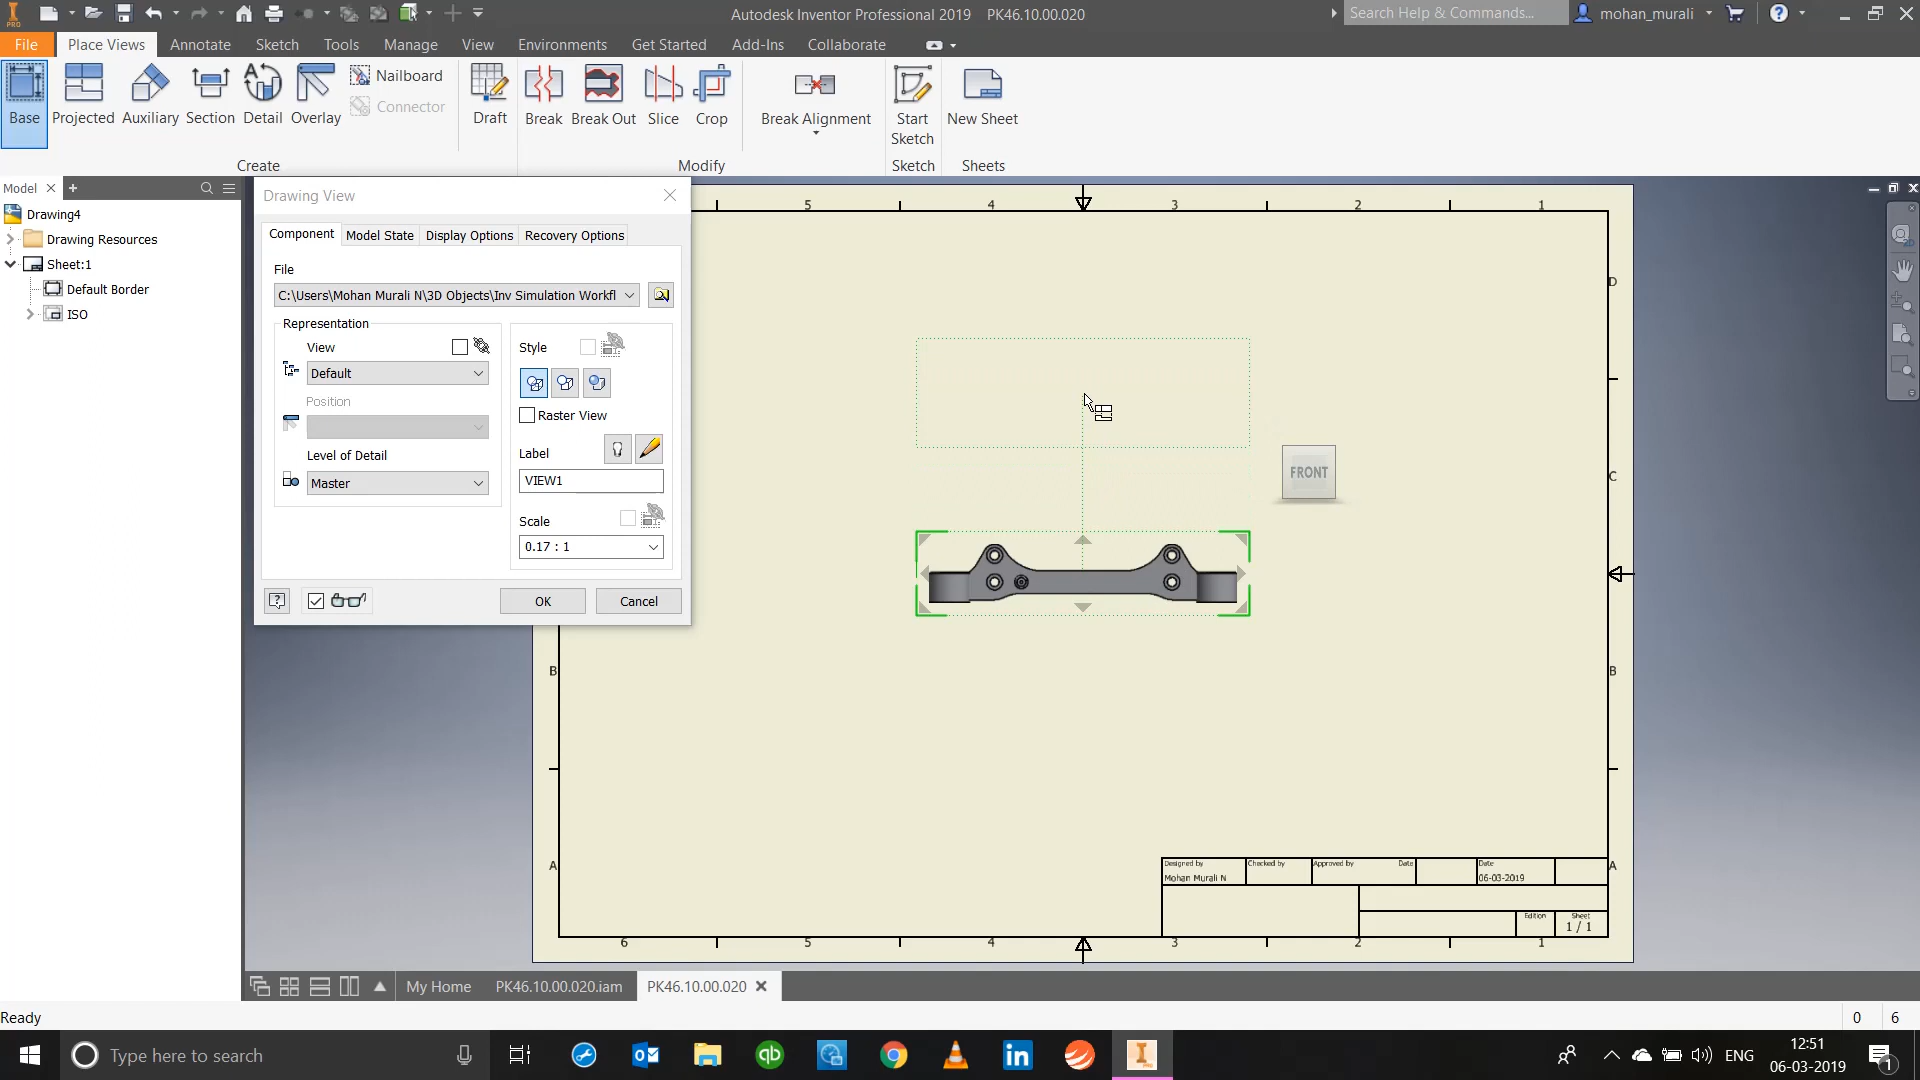 Autodesk Inventor Professional 2019 PK46.10.00.020
Search Help & Commands...
mohan_murali
PRO
File Place Views Annotate Sketch Tools Manage View Environments Get Started Add-Ins Collaborate
Base Projected Auxiliary Section Detail Overlay
Nailboard
Connector
Draft Break Break Out Slice Crop Break Alignment
Start Sketch
New Sheet
Create Modify Sketch Sheets
Model
Drawing4
Drawing Resources
Sheet:1
Default Border
ISO
Drawing View
Component Model State Display Options Recovery Options
File
C:\Users\Mohan Murali N\3D Objects\Inv Simulation Workfl
Representation
View
Default
Position
Level of Detail
Master
Style
Raster View
Label
VIEW1
Scale
0.17 : 1
OK Cancel
5 4 3 2 1
D
C
B B
A A
FRONT
Designed by Checked by Approved by Date Date
Mohan Murali N 06-03-2019
Edition Sheet
1 / 1
6 5 4 3 2 1
My Home PK46.10.00.020.iam PK46.10.00.020
Ready
0 6
Type here to search
ENG
12:51
06-03-2019
1